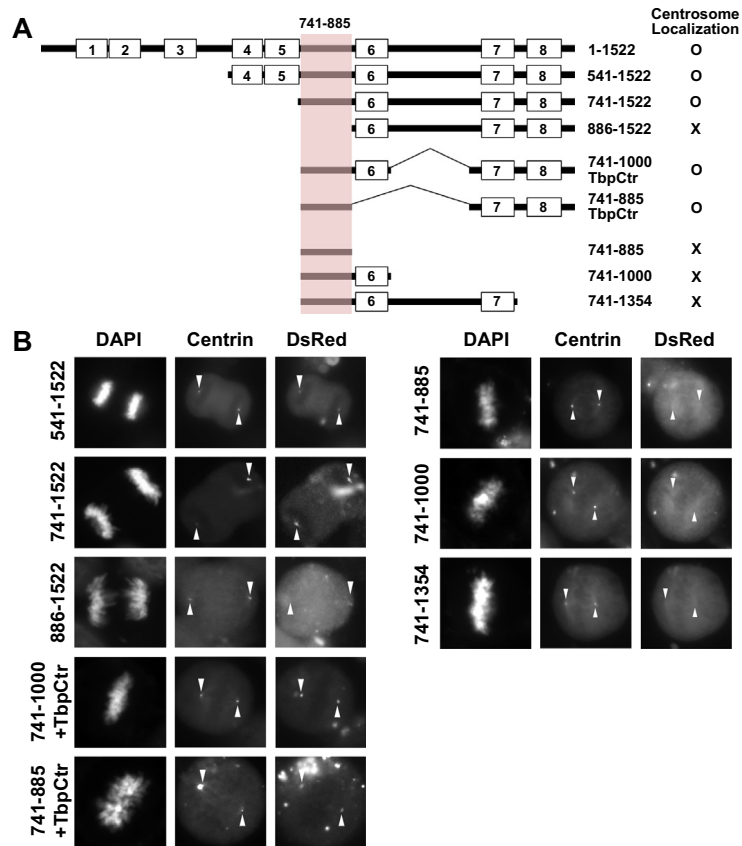 A
741-885
Centrosome
Localization
1 2 3 4 5 6 7 8 1-1522 O
4 5 6 7 8 541-1522 O
6 7 8 741-1522 O
6 7 8 886-1522 X
6 7 8 741-1000 TbpCtr O
7 8 741-885 TbpCtr O
741-885 X
6 741-1000 X
6 7 741-1354 X
B
DAPI Centrin DsRed
541-1522
741-1522
886-1522
741-1000
+TbpCtr
741-885
+TbpCtr
DAPI Centrin DsRed
741-885
741-1000
741-1354